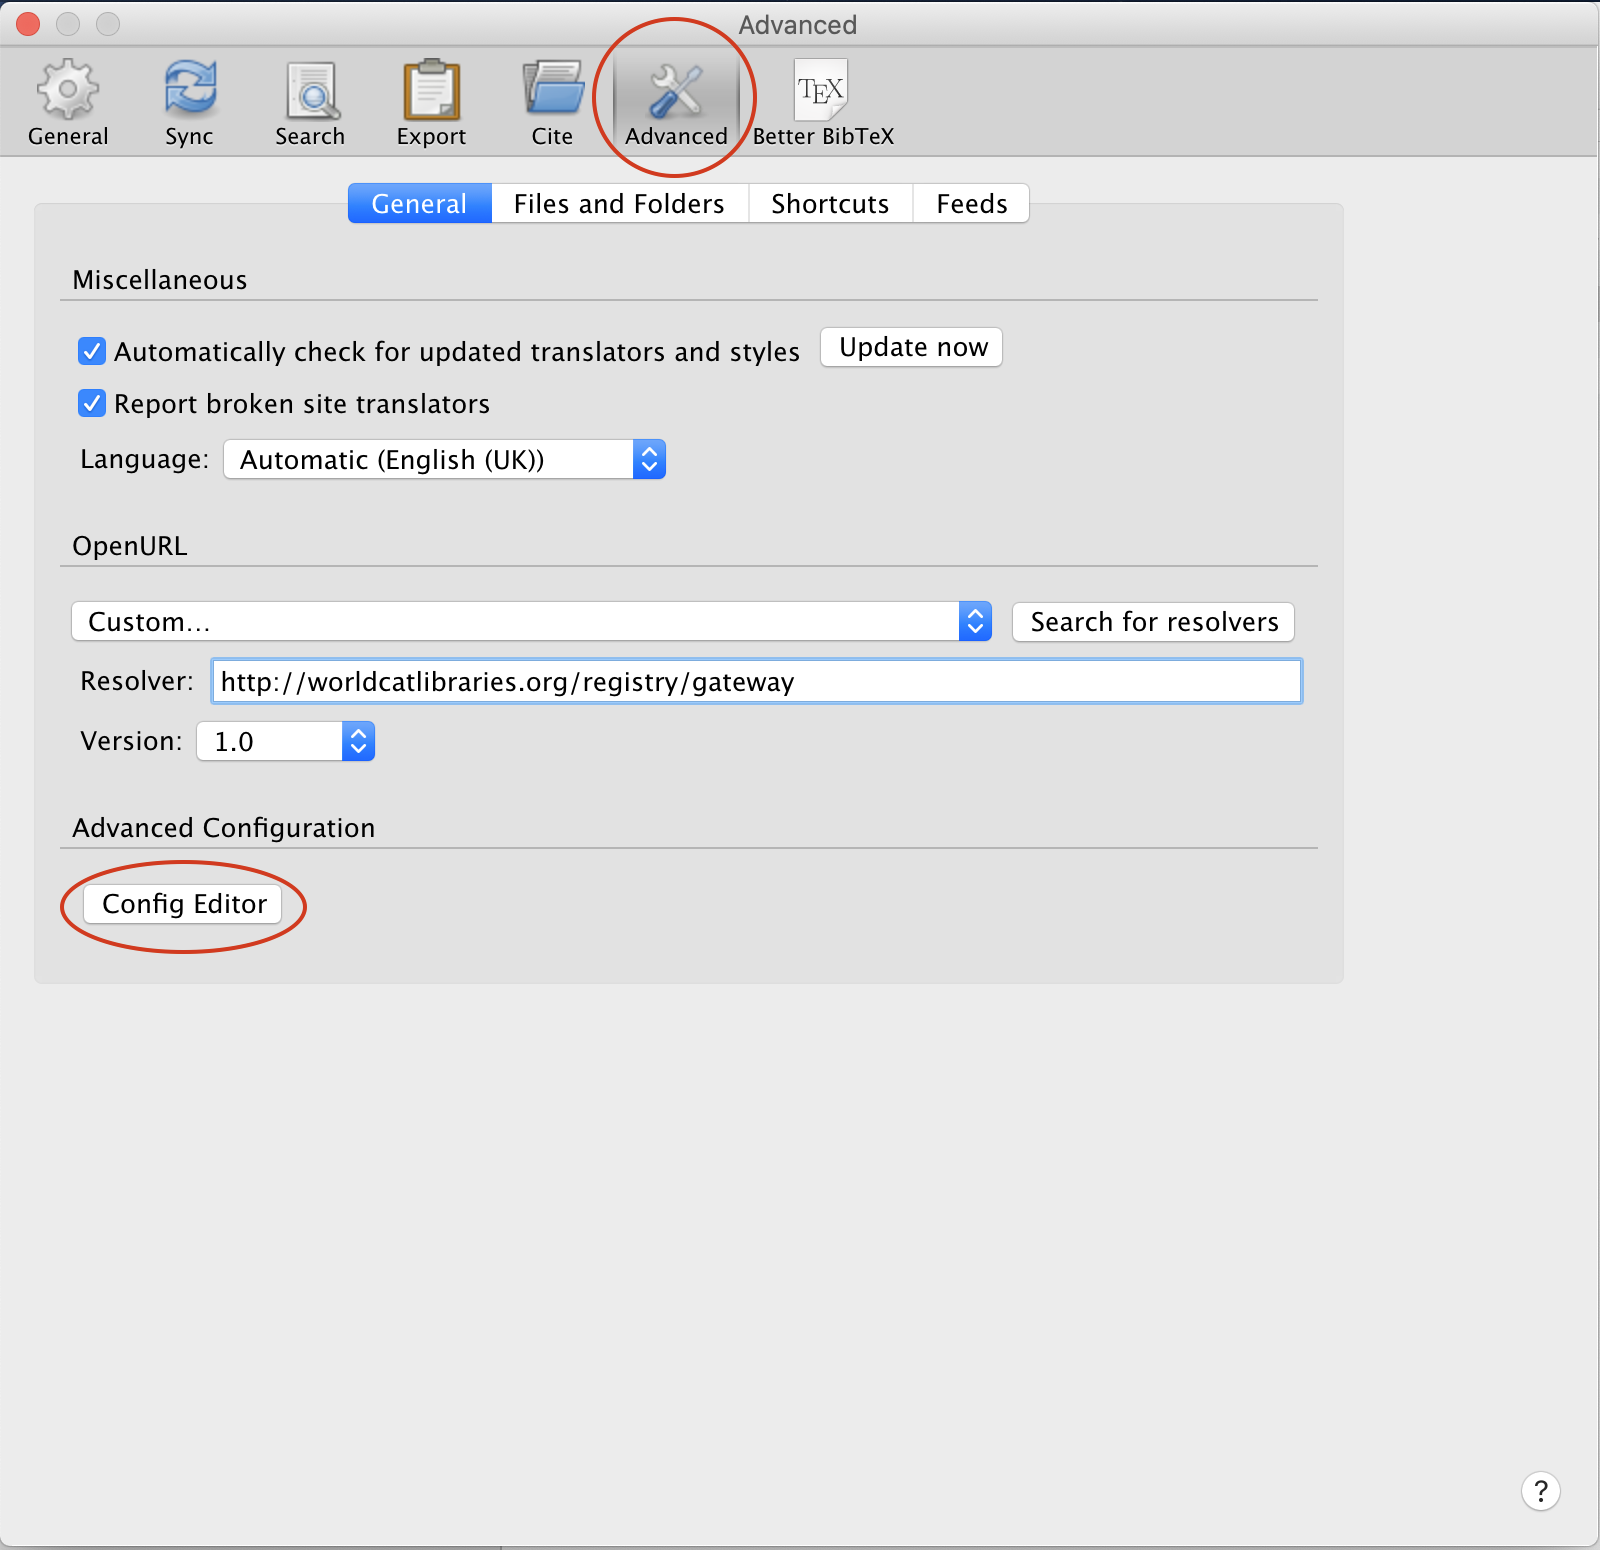 Advanced
General Sync Search Export Cite Advanced Better BibTeX
TEX
General Files and Folders Shortcuts Feeds
Miscellaneous
Automatically check for updated translators and styles Update now
Report broken site translators
Language: Automatic (English (UK))
OpenURL
Custom... Search for resolvers
Resolver: http://worldcatlibraries.org/registry/gateway
Version: 1.0
Advanced Configuration
Config Editor
?